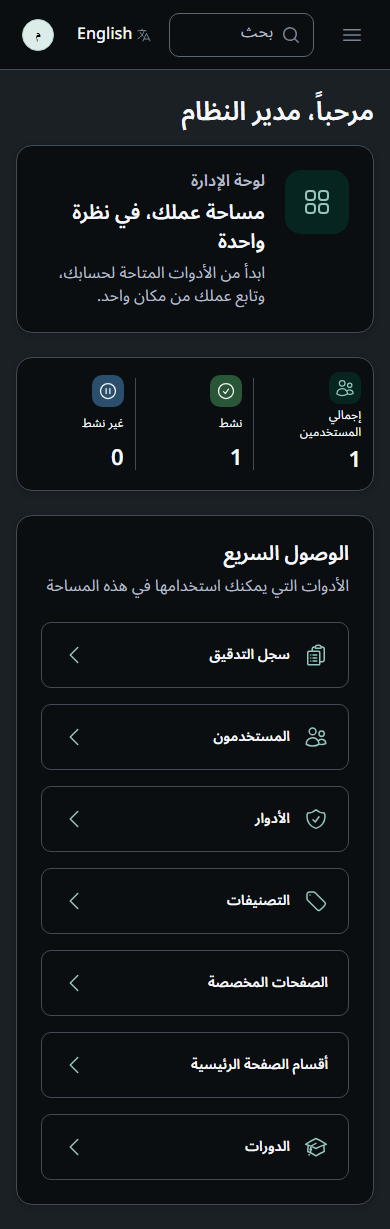 بحث
English
م
مرحباً، مدير النظام
لوحة الإدارة
مساحة عملك، في نظرة
واحدة
ابدأ من الأدوات المتاحة لحسابك،
وتابع عملك من مكان واحد.
إجمالي
المستخدمين
1
نشط
1
غير نشط
0
الوصول السريع
الأدوات التي يمكنك استخدامها في هذه المساحة
سجل التدقيق
المستخدمون
الأدوار
التصنيفات
الصفحات المخصصة
أقسام الصفحة الرئيسية
الدورات